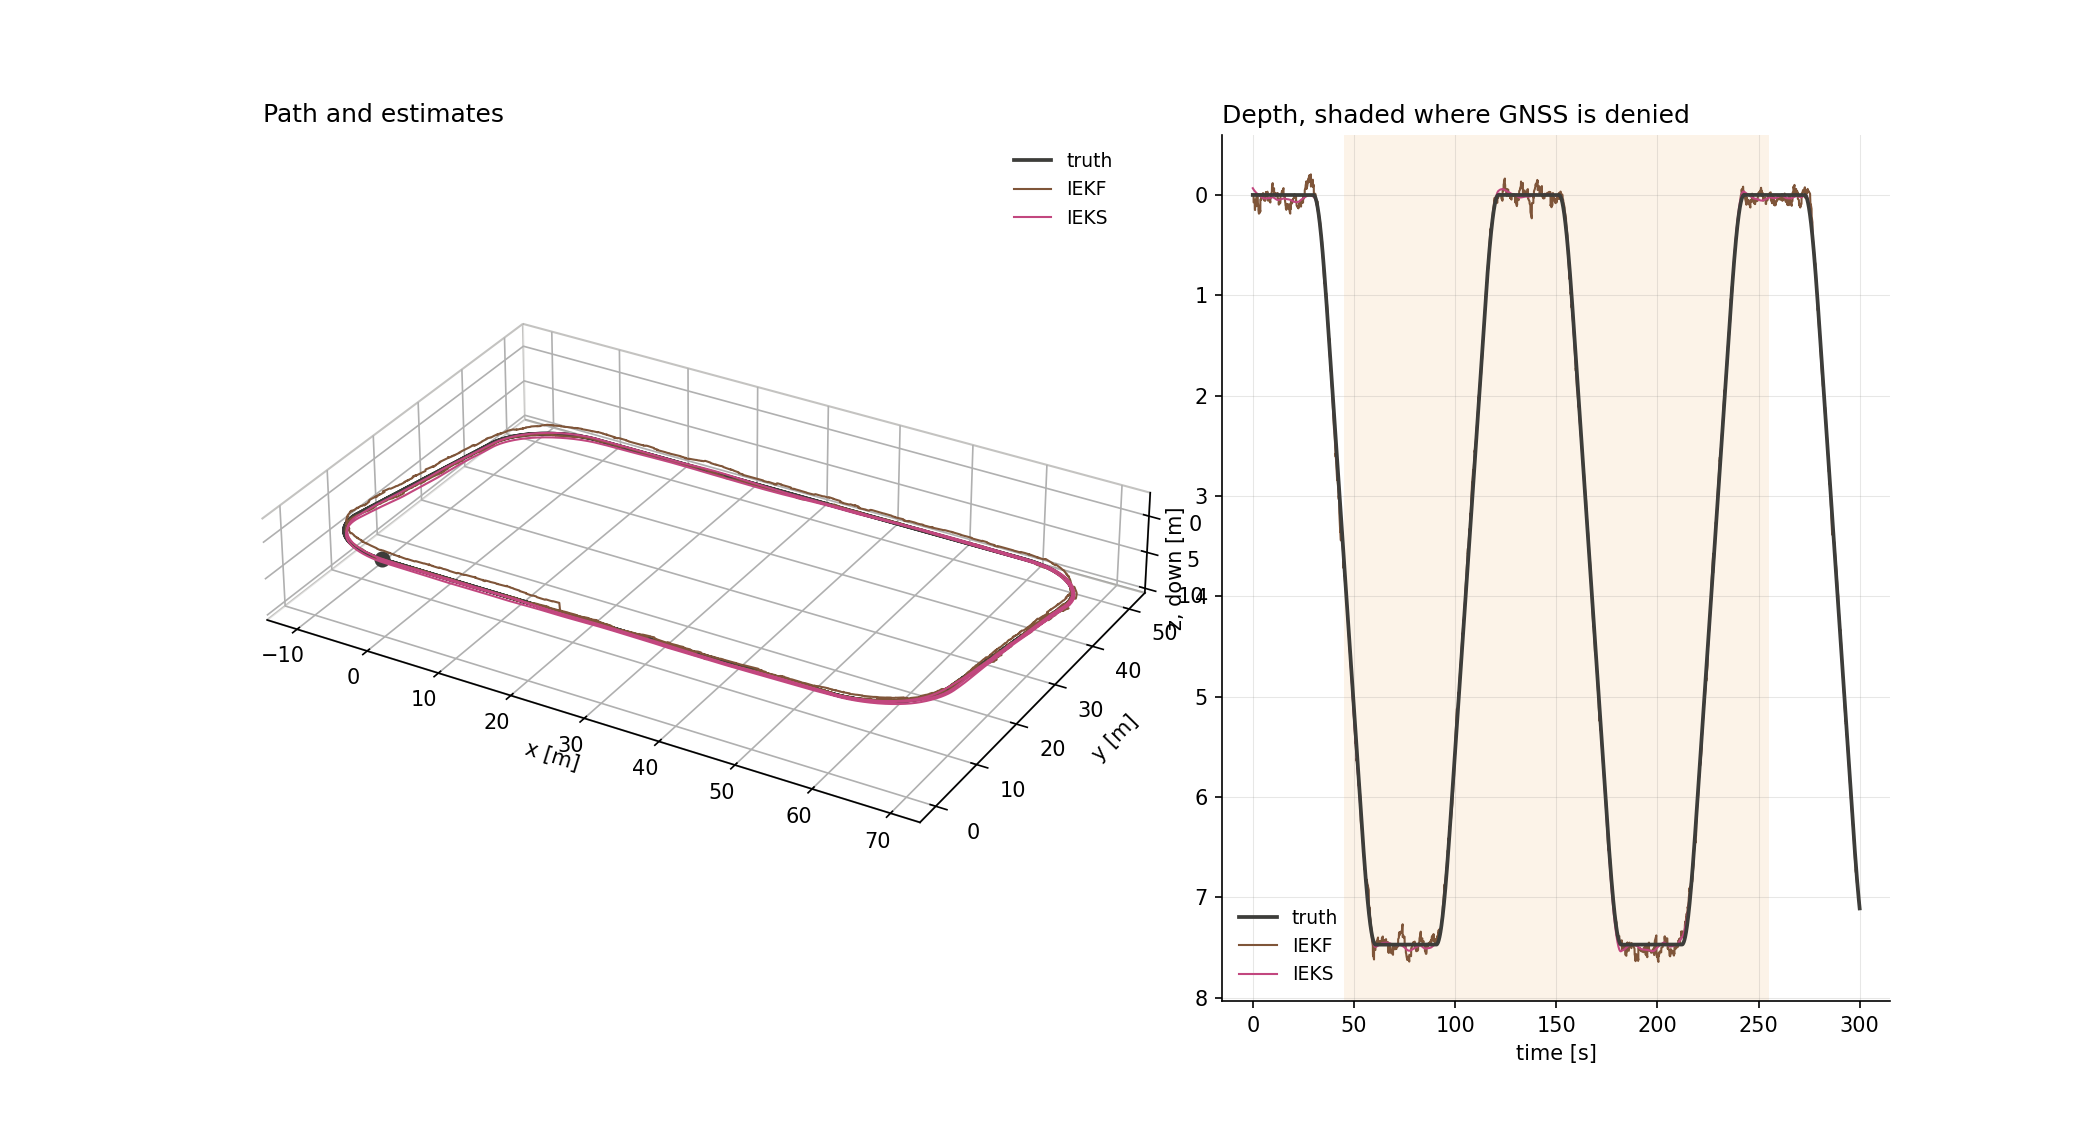 Path and estimates
truth
IEKF
IEKS
−10
0
10
20
30
40
50
60
70
x [m]
0
10
20
30
40
50
y [m]
0
5
10
z, down [m]
Depth, shaded where GNSS is denied
0
1
2
3
4
5
6
7
8
truth
IEKF
IEKS
0
50
100
150
200
250
300
time [s]